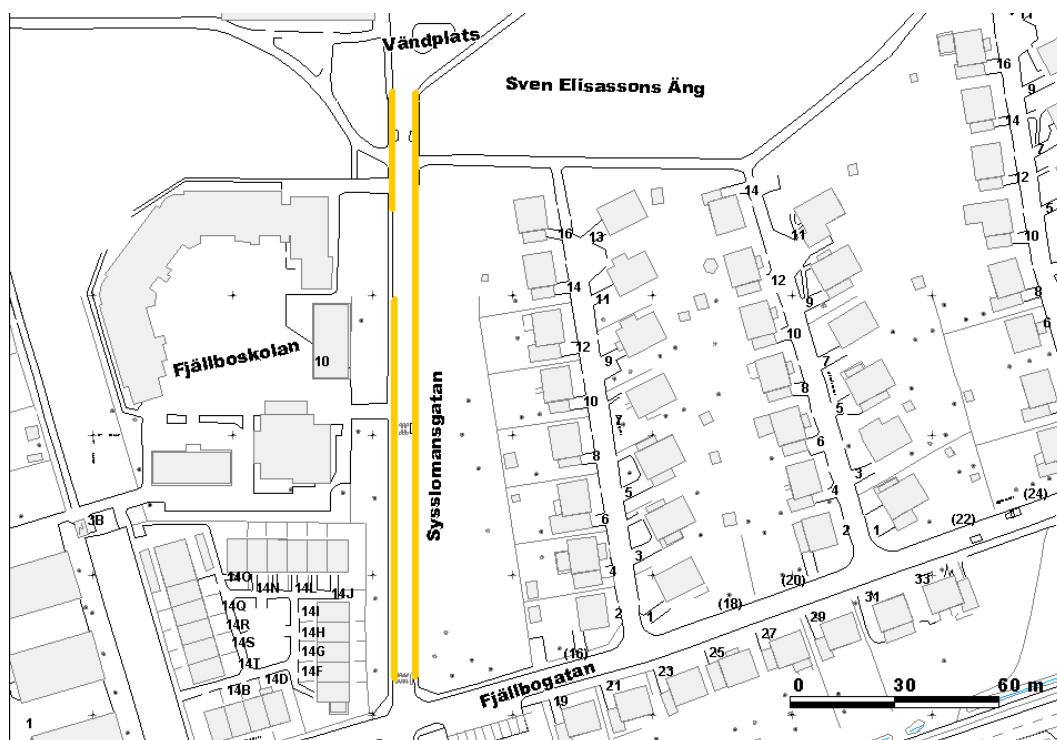 Vändplats
Sven Elisassons Äng
Fjällboskolan
10
Sysslomansgatan
Fjällbogatan
0 30 60 m
1
3B
14O
14N
14L
14J
14Q
14R
14S
14T
14I
14H
14G
14F
14D
14B
16
14
12
10
8
6
4
2
13
11
9
7
5
3
1
14
12
10
8
6
4
2
11
9
7
5
3
1
11
16
14
12
10
8
6
9
7
5
(16)
(18)
(20)
(22)
(24)
19
21
23
25
27
29
31
33